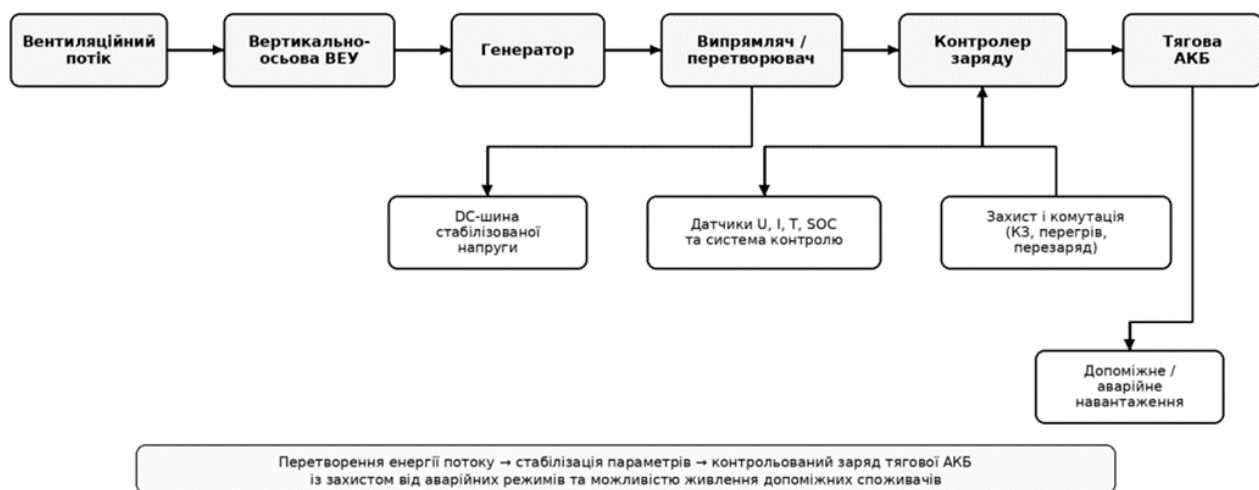 Вентиляційний
потік
Вертикально-
осьова ВЕУ
Генератор
Випрямляч /
перетворювач
Контролер
заряду
Тягова
АКБ
DC-шина
стабілізованої
напруги
Датчики U, I, T, SOC
та система контролю
Захист і комутація
(КЗ, перегрів,
перезаряд)
Допоміжне /
аварійне
навантаження
Перетворення енергії потоку → стабілізація параметрів → контрольований заряд тягової АКБ
із захистом від аварійних режимів та можливістю живлення допоміжних споживачів